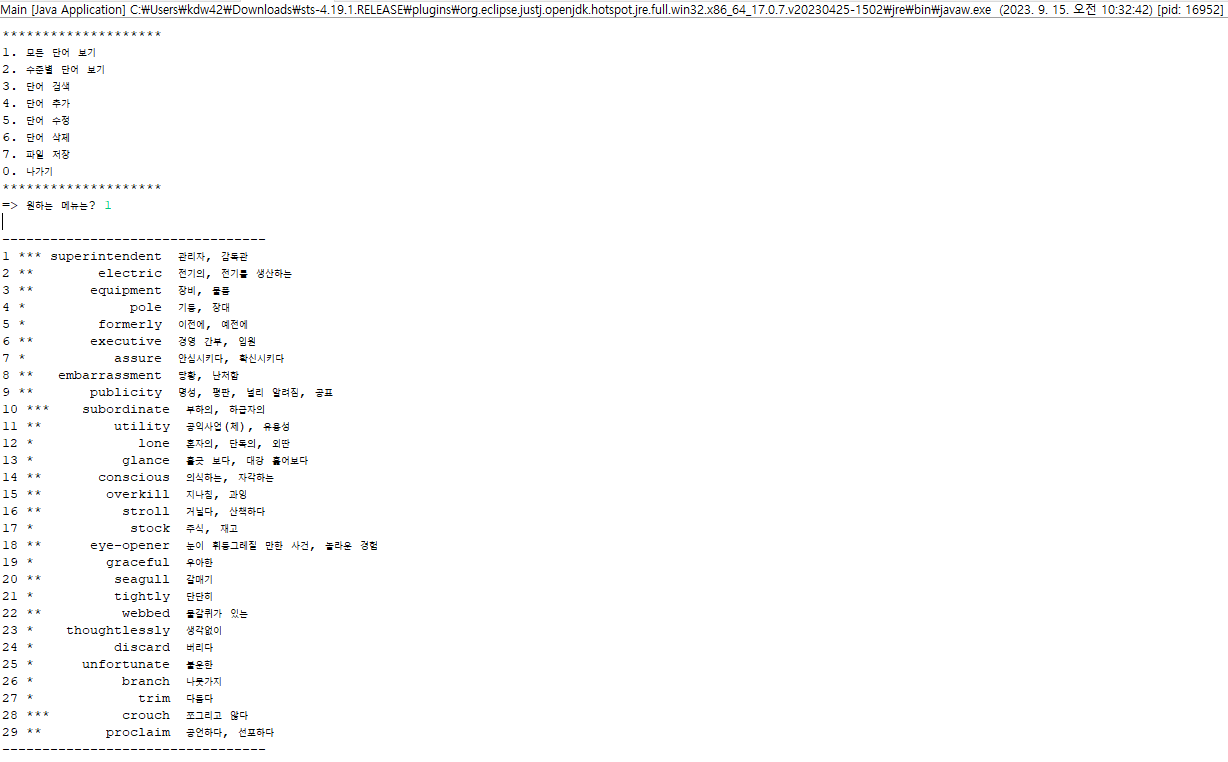 Main [Java Application] C:₩Users₩kdw42₩Downloads₩sts-4.19.1.RELEASE₩plugins₩org.eclipse.justj.openjdk.hotspot.jre.full.win32.x86_64_17.0.7.v20230425-1502₩jre₩bin₩javaw.exe (2023. 9. 15. 오전 10:32:42) [pid: 16952]
********************
1. 모든 단어 보기
2. 수준별 단어 보기
3. 단어 검색
4. 단어 추가
5. 단어 수정
6. 단어 삭제
7. 파일 저장
0. 나가기
********************
=> 원하는 메뉴는? 1
---------------------------------
1 *** superintendent 관리자, 감독관
2 ** electric 전기의, 전기를 생산하는
3 ** equipment 장비, 물품
4 * pole 기둥, 장대
5 * formerly 이전에, 예전에
6 ** executive 경영 간부, 임원
7 * assure 안심시키다, 확신시키다
8 ** embarrassment 당황, 난처함
9 ** publicity 명성, 평판, 널리 알려짐, 공표
10 *** subordinate 부하의, 하급자의
11 ** utility 공익사업(체), 유용성
12 * lone 혼자의, 단독의, 외딴
13 * glance 흘긋 보다, 대강 훑어보다
14 ** conscious 의식하는, 자각하는
15 ** overkill 지나침, 과잉
16 ** stroll 거닐다, 산책하다
17 * stock 주식, 재고
18 ** eye-opener 눈이 휘둥그레질 만한 사건, 놀라운 경험
19 * graceful 우아한
20 ** seagull 갈매기
21 * tightly 단단히
22 ** webbed 물갈퀴가 있는
23 * thoughtlessly 생각없이
24 * discard 버리다
25 * unfortunate 불운한
26 * branch 나뭇가지
27 * trim 다듬다
28 *** crouch 쪼그리고 앉다
29 ** proclaim 공언하다, 선포하다
---------------------------------